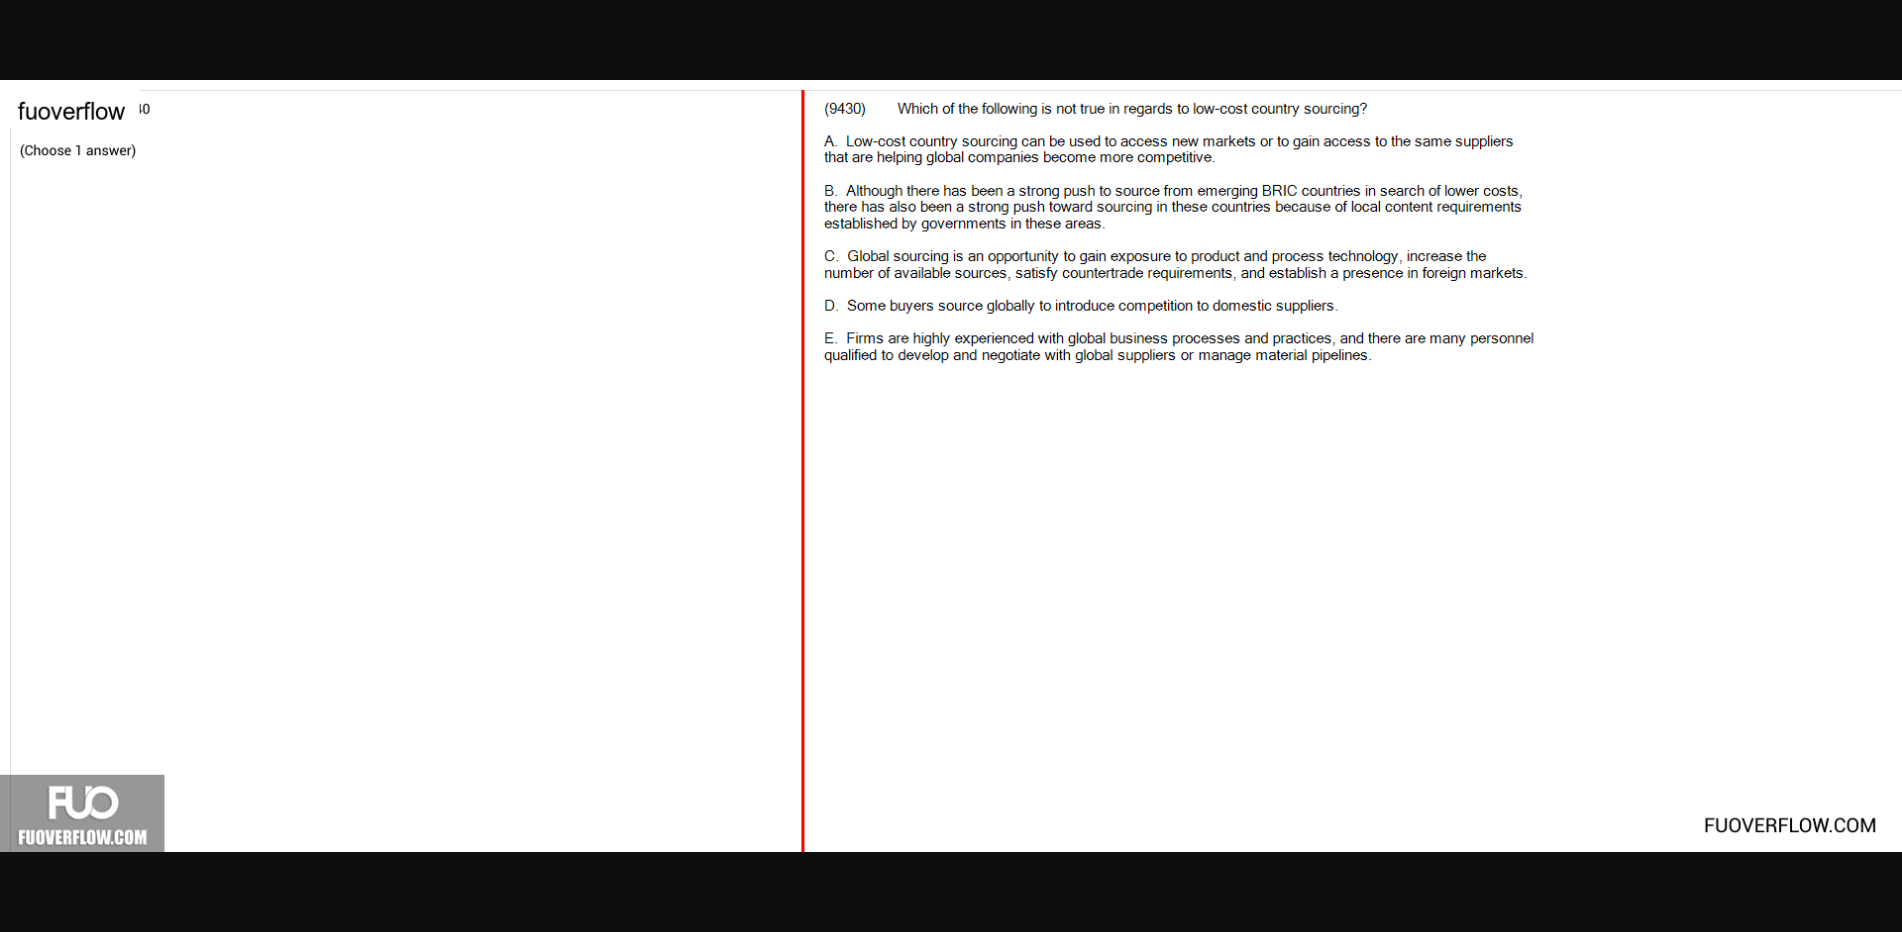 fuoverflow
(Choose 1 answer)
(9430) Which of the following is not true in regards to low-cost country sourcing?
A. Low-cost country sourcing can be used to access new markets or to gain access to the same suppliers
that are helping global companies become more competitive.
B. Although there has been a strong push to source from emerging BRIC countries in search of lower costs,
there has also been a strong push toward sourcing in these countries because of local content requirements
established by governments in these areas.
C. Global sourcing is an opportunity to gain exposure to product and process technology, increase the
number of available sources, satisfy countertrade requirements, and establish a presence in foreign markets.
D. Some buyers source globally to introduce competition to domestic suppliers.
E. Firms are highly experienced with global business processes and practices, and there are many personnel
qualified to develop and negotiate with global suppliers or manage material pipelines.
FUO
FUOVERFLOW.COM
FUOVERFLOW.COM